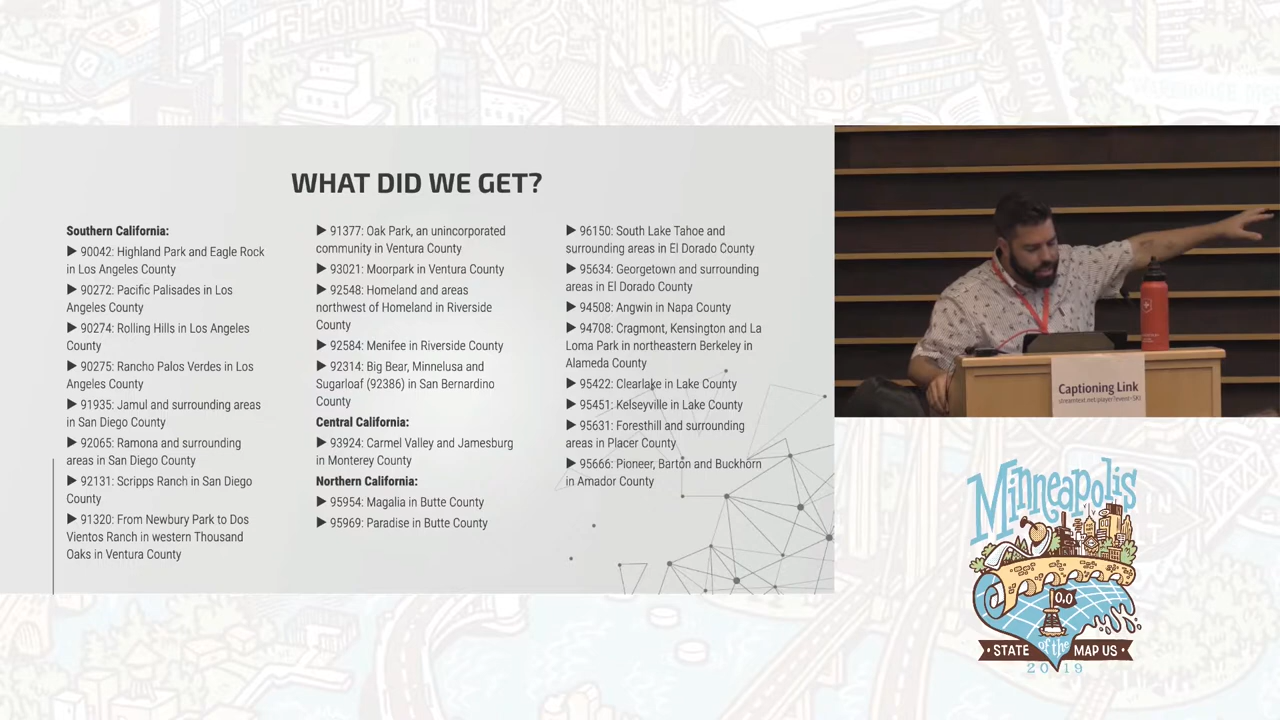 FLOUR
CITY
HENNEPIN
WHAT DID WE GET?
Southern California:
▶ 90042: Highland Park and Eagle Rock
in Los Angeles County
▶ 90272: Pacific Palisades in Los
Angeles County
▶ 90274: Rolling Hills in Los Angeles
County
▶ 90275: Rancho Palos Verdes in Los
Angeles County
▶ 91935: Jamul and surrounding areas
in San Diego County
▶ 92065: Ramona and surrounding
areas in San Diego County
▶ 92131: Scripps Ranch in San Diego
County
▶ 91320: From Newbury Park to Dos
Vientos Ranch in western Thousand
Oaks in Ventura County
▶ 91377: Oak Park, an unincorporated
community in Ventura County
▶ 93021: Moorpark in Ventura County
▶ 92548: Homeland and areas
northwest of Homeland in Riverside
County
▶ 92584: Menifee in Riverside County
▶ 92314: Big Bear, Minnelusa and
Sugarloaf (92386) in San Bernardino
County
Central California:
▶ 93924: Carmel Valley and Jamesburg
in Monterey County
Northern California:
▶ 95954: Magalia in Butte County
▶ 95969: Paradise in Butte County
▶ 96150: South Lake Tahoe and
surrounding areas in El Dorado County
▶ 95634: Georgetown and surrounding
areas in El Dorado County
▶ 94508: Angwin in Napa County
▶ 94708: Cragmont, Kensington and La
Loma Park in northeastern Berkeley in
Alameda County
▶ 95422: Clearlake in Lake County
▶ 95451: Kelseyville in Lake County
▶ 95631: Foresthill and surrounding
areas in Placer County
▶ 95666: Pioneer, Barton and Buckhorn
in Amador County
Captioning Link
Minneapolis
0,0
STATE of the MAP US
2019